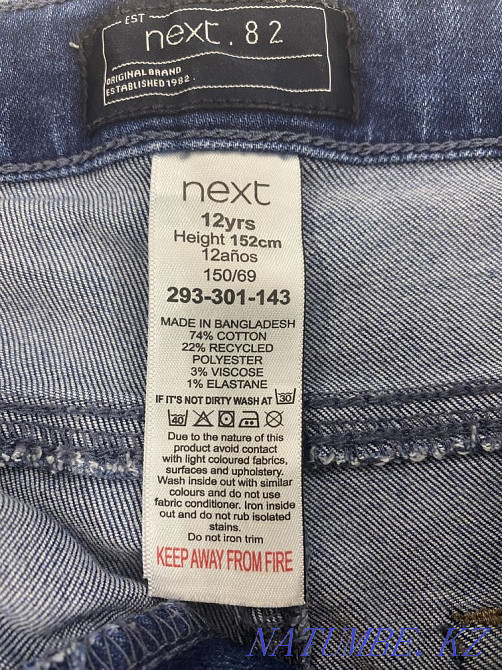 EST
next.82
ORIGINAL BRAND
ESTABLISHED 1982.
next
12yrs
Height 152cm
12años
150/69
293-301-143
MADE IN BANGLADESH
74% COTTON
22% RECYCLED
POLYESTER
3% VISCOSE
1% ELASTANE
IF IT'S NOT DIRTY WASH AT 30
40
Due to the nature of this
product avoid contact
with light coloured fabrics,
surfaces and upholstery.
Wash inside out with similar
colours and do not use
fabric conditioner. Iron inside
out and do not rub isolated
stains.
Do not iron trim
KEEP AWAY FROM FIRE
NATUMBE.KZ